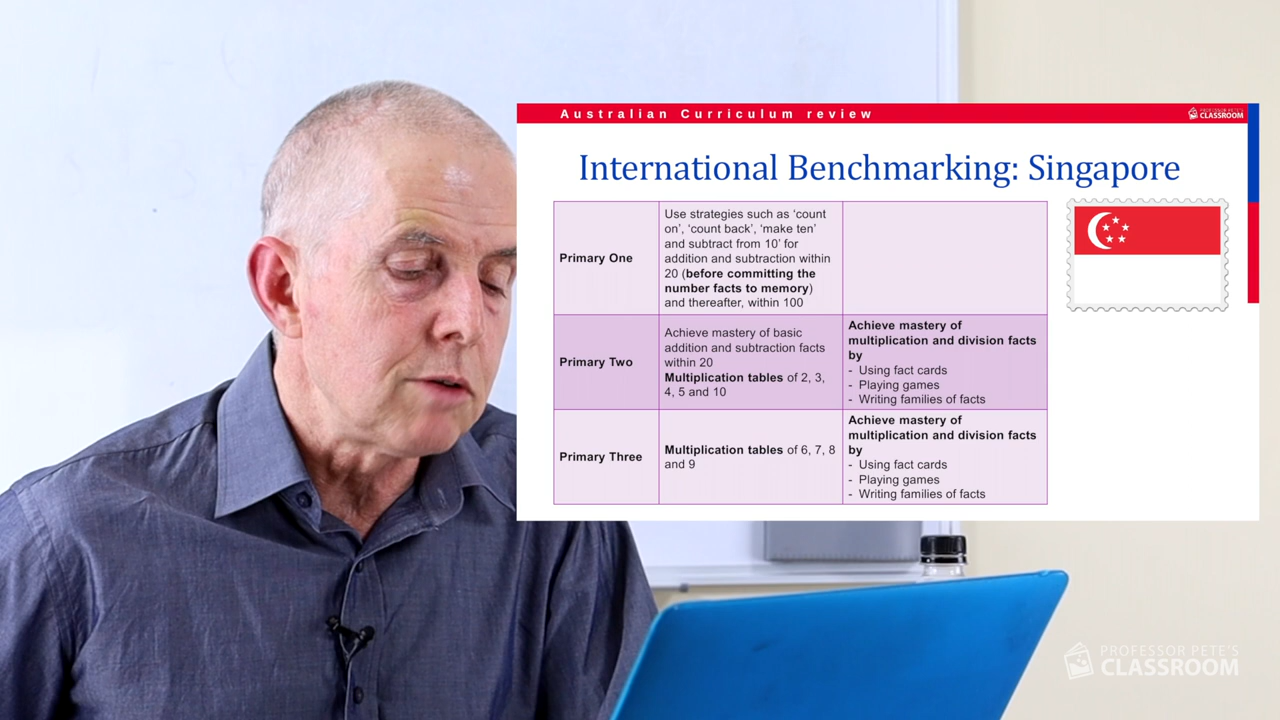 Australian Curriculum review
CLASSROOM
International Benchmarking: Singapore
Primary One
Use strategies such as ‘count
on’, ‘count back’, ‘make ten’
and subtract from 10’ for
addition and subtraction within
20 (before committing the
number facts to memory)
and thereafter, within 100
Primary Two
Achieve mastery of basic
addition and subtraction facts
within 20
Multiplication tables of 2, 3,
4, 5 and 10
Achieve mastery of
multiplication and division facts
by
- Using fact cards
- Playing games
- Writing families of facts
Primary Three
Multiplication tables of 6, 7, 8
and 9
Achieve mastery of
multiplication and division facts
by
- Using fact cards
- Playing games
- Writing families of facts
PROFESSOR PETE'S
CLASSROOM